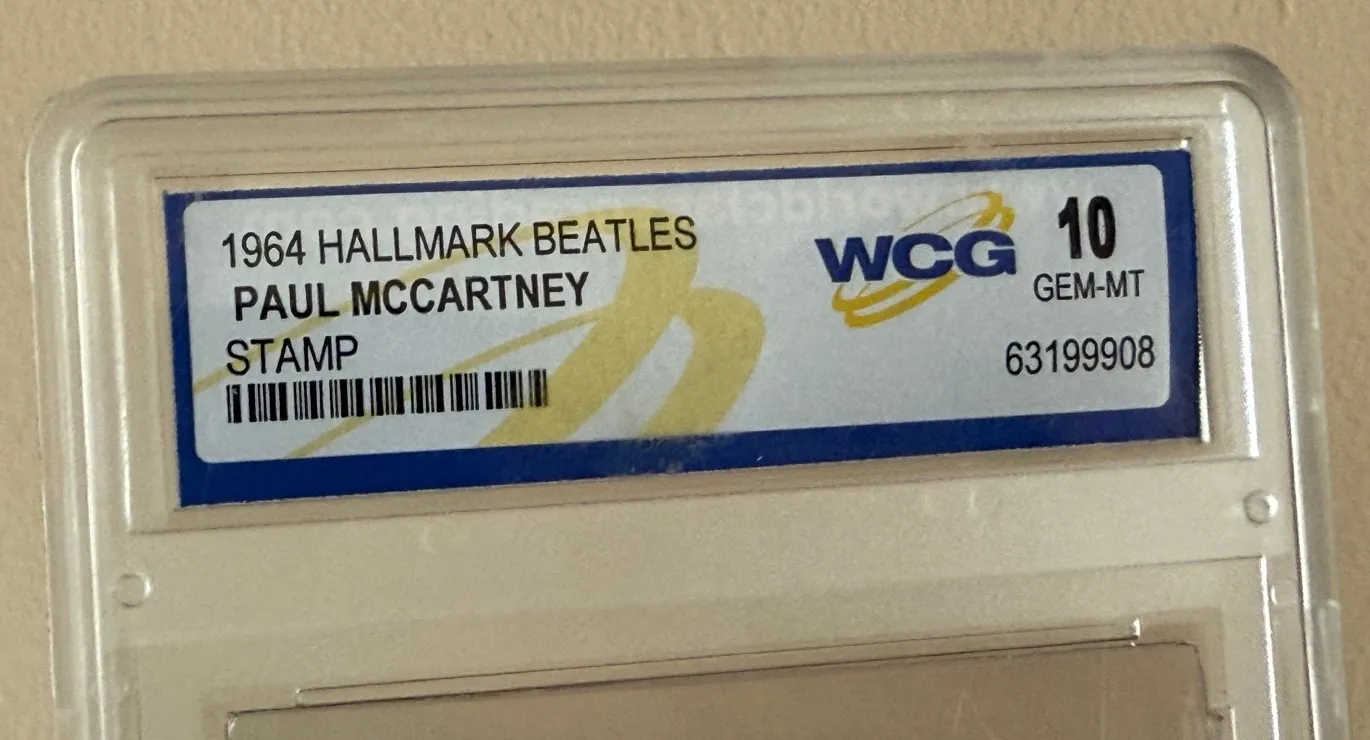 1964 HALLMARK BEATLES
PAUL MCCARTNEY
STAMP
WCG
10
GEM-MT
63199908